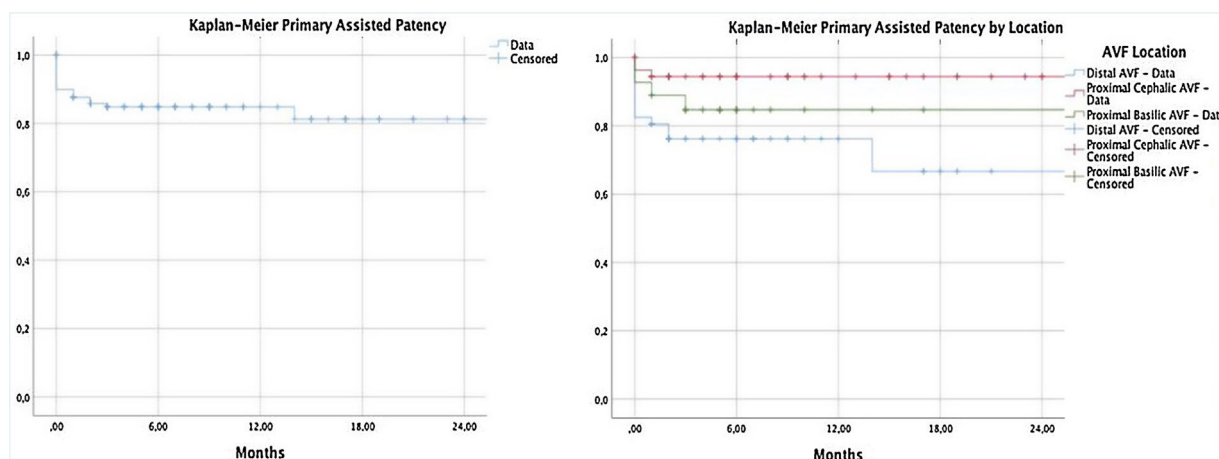 Kaplan-Meier Primary Assisted Patency
Data
Censored
1,0
0,8
0,6
0,4
0,2
0,0
,00
6,00
12,00
18,00
24,00
Months
Kaplan-Meier Primary Assisted Patency by Location
AVF Location
Distal AVF - Data
Proximal Cephalic AVF -
Data
Proximal Basilic AVF - Dat
Distal AVF - Censored
Proximal Cephalic AVF -
Censored
Proximal Basilic AVF -
Censored
1,0
0,8
0,6
0,4
0,2
0,0
,00
6,00
12,00
18,00
24,00
Months